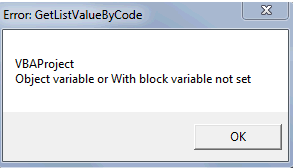 Error: GetListValueByCode
VBAProject
Object variable or With block variable not set
OK